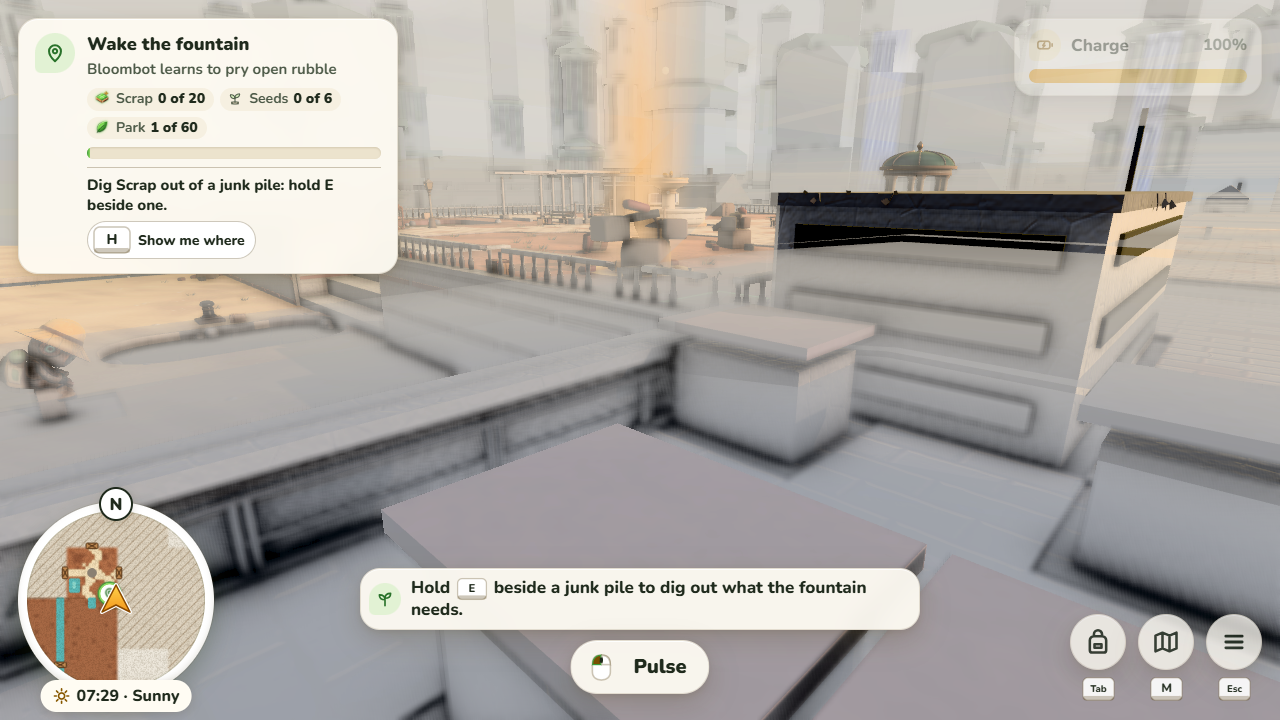 Wake the fountain
Bloombot learns to pry open rubble
Scrap 0 of 20 Seeds 0 of 6
Park 1 of 60
Dig Scrap out of a junk pile: hold E
beside one.
H Show me where
Charge 100%
N
07:29 · Sunny
Hold E beside a junk pile to dig out what the fountain
needs.
Pulse
Tab M Esc